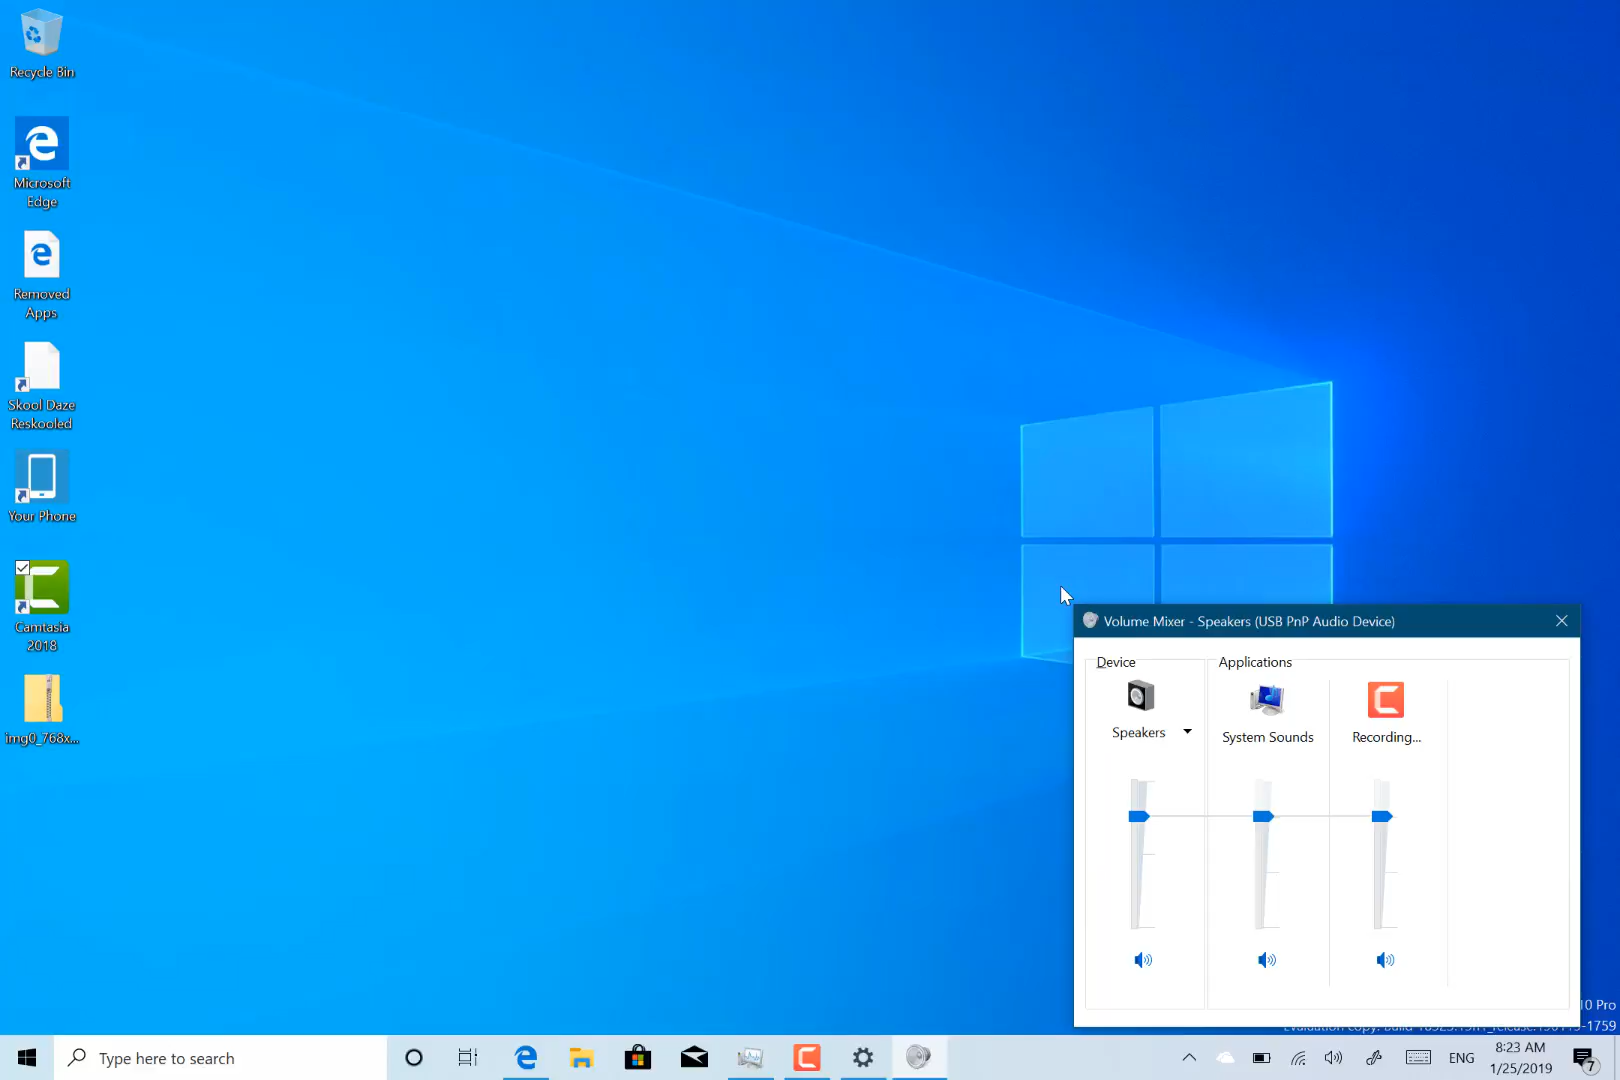 Recycle Bin
Microsoft
Edge
Removed
Apps
Skool Daze
Reskooled
Your Phone
Camtasia
2018
img0_768x...
Volume Mixer - Speakers (USB PnP Audio Device)
Device
Applications
Speakers
System Sounds
Recording...
10 Pro
Type here to search
ENG
8:23 AM
1/25/2019
7